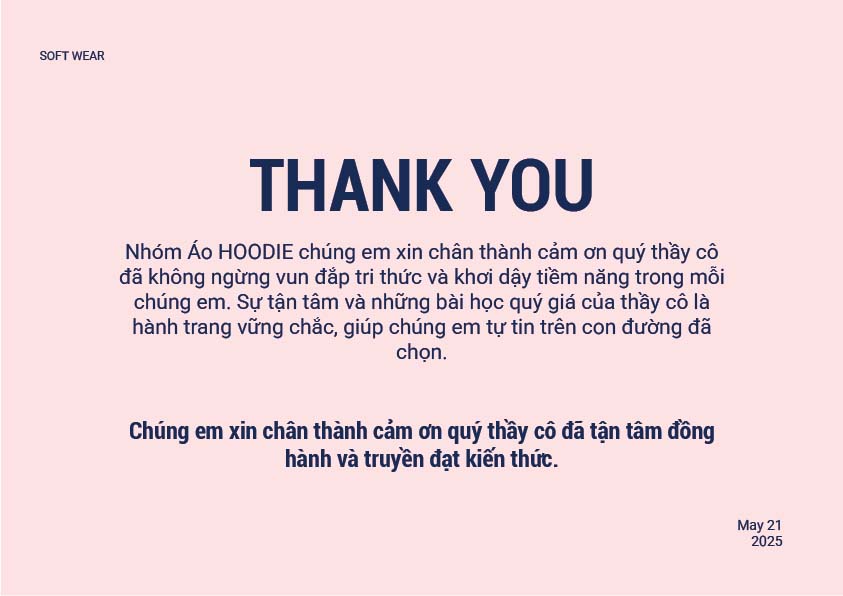 SOFT WEAR
THANK YOU
Nhóm Áo HOODIE chúng em xin chân thành cảm ơn quý thầy cô
đã không ngừng vun đắp tri thức và khơi dậy tiềm năng trong mỗi
chúng em. Sự tận tâm và những bài học quý giá của thầy cô là
hành trang vững chắc, giúp chúng em tự tin trên con đường đã
chọn.
Chúng em xin chân thành cảm ơn quý thầy cô đã tận tâm đồng
hành và truyền đạt kiến thức.
May 21
2025